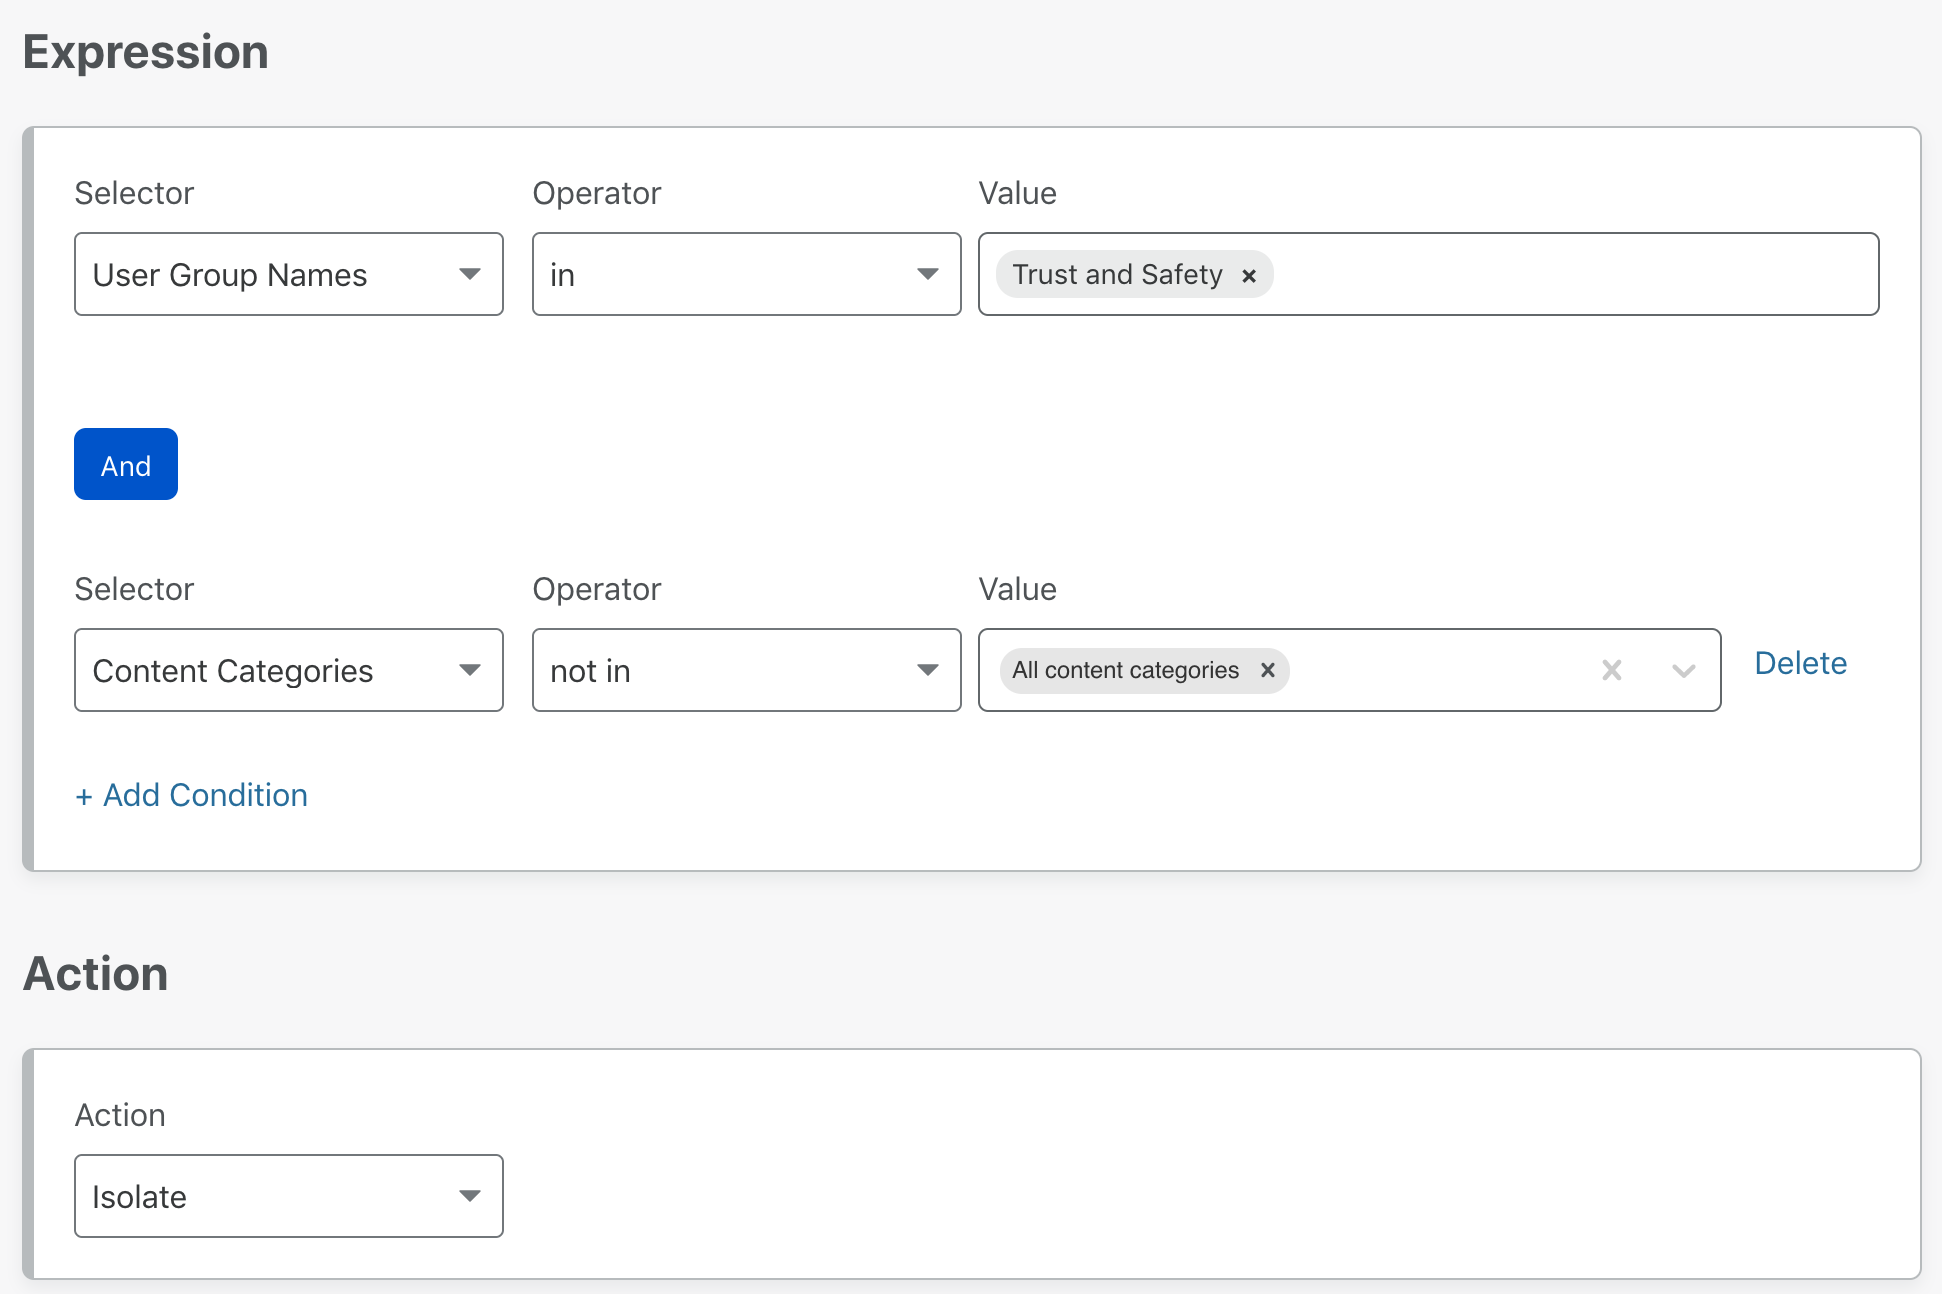 Expression
Selector Operator Value
User Group Names in Trust and Safety ×
And
Selector Operator Value
Content Categories not in All content categories × Delete
+ Add Condition
Action
Action
Isolate